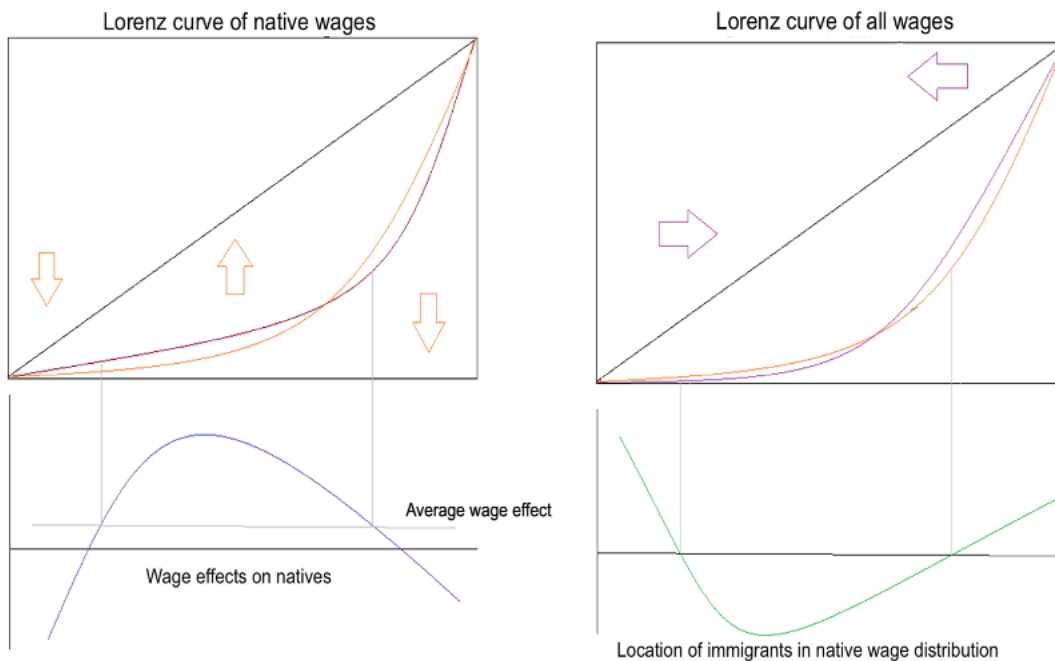 Lorenz curve of native wages
Lorenz curve of all wages
Average wage effect
Wage effects on natives
Location of immigrants in native wage distribution